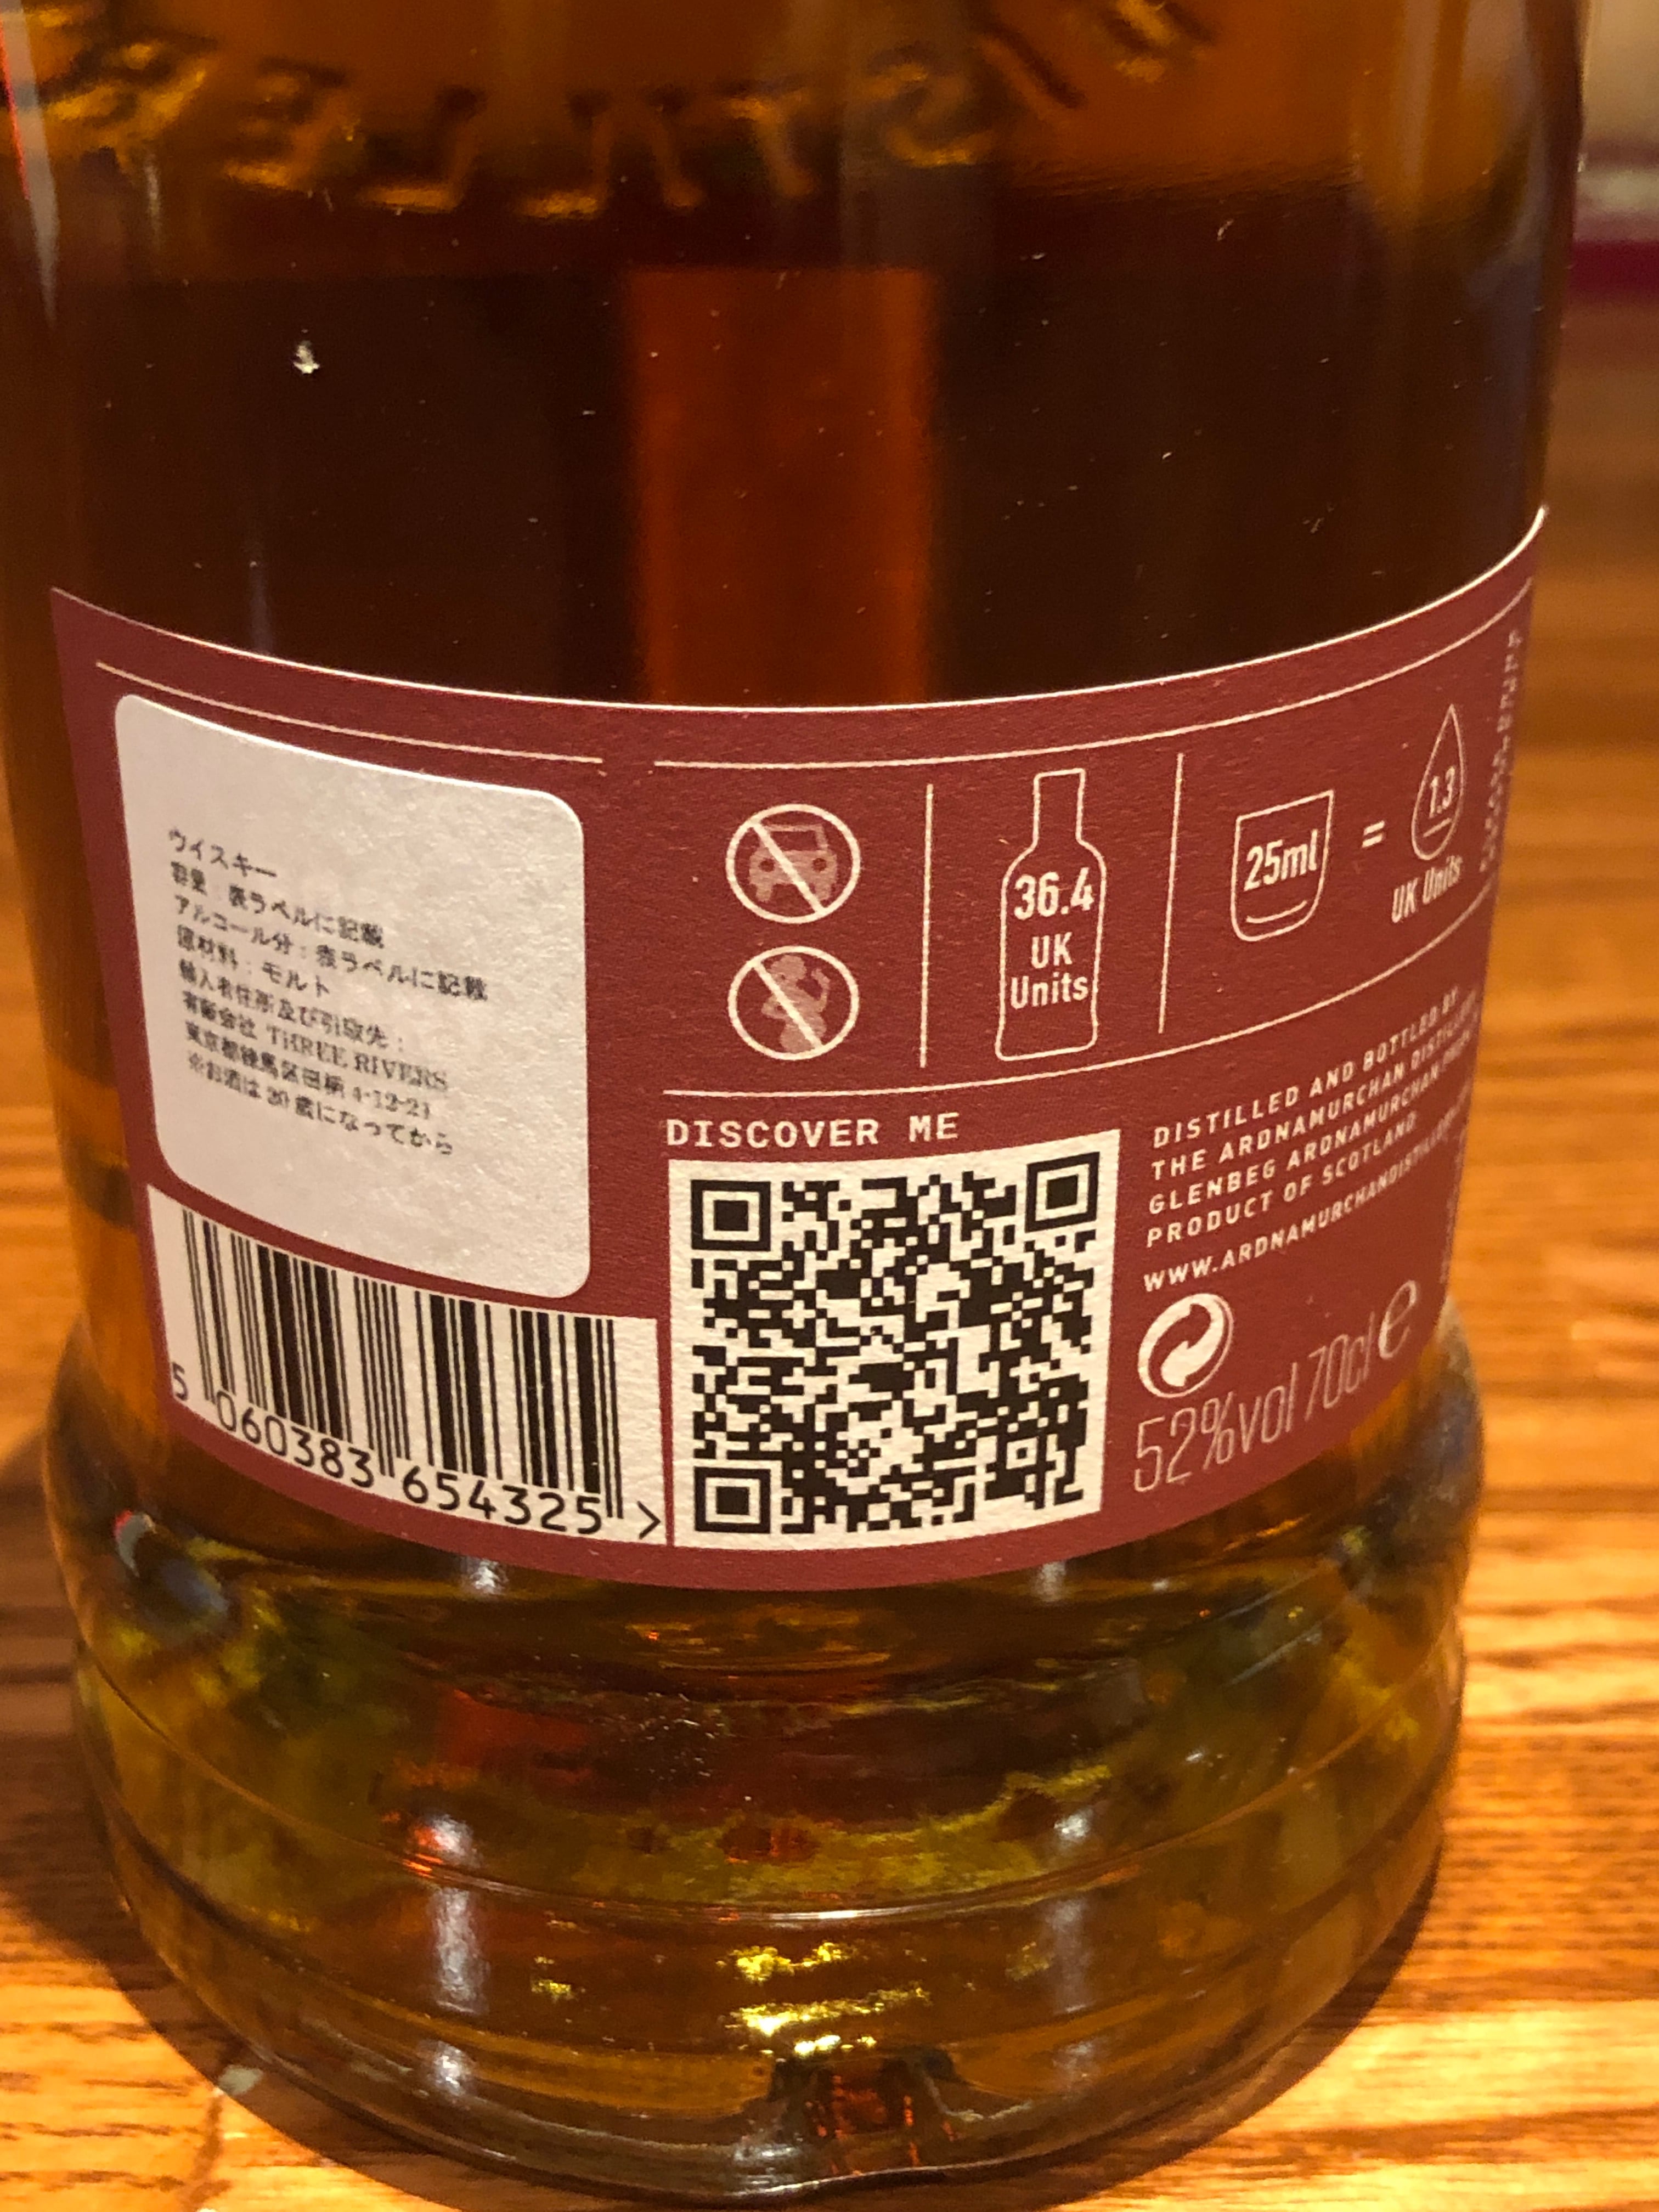 ウイスキー
容量：表ラベルに記載
アルコール分：表ラベルに記載
原材料：モルト
輸入者住所及び引取先：
有限会社 THREE RIVERS
東京都練馬区田柄 4-12-21
※お酒は20歳になってから
5 060383 654325 >
36.4
UK
Units
25ml
=
1.3
UK Units
DISCOVER ME
DISTILLED AND BOTTLED BY
THE ARDNAMURCHAN DISTILLERY
GLENBEG ARDNAMURCHAN
PRODUCT OF SCOTLAND
52%vol 70cl e